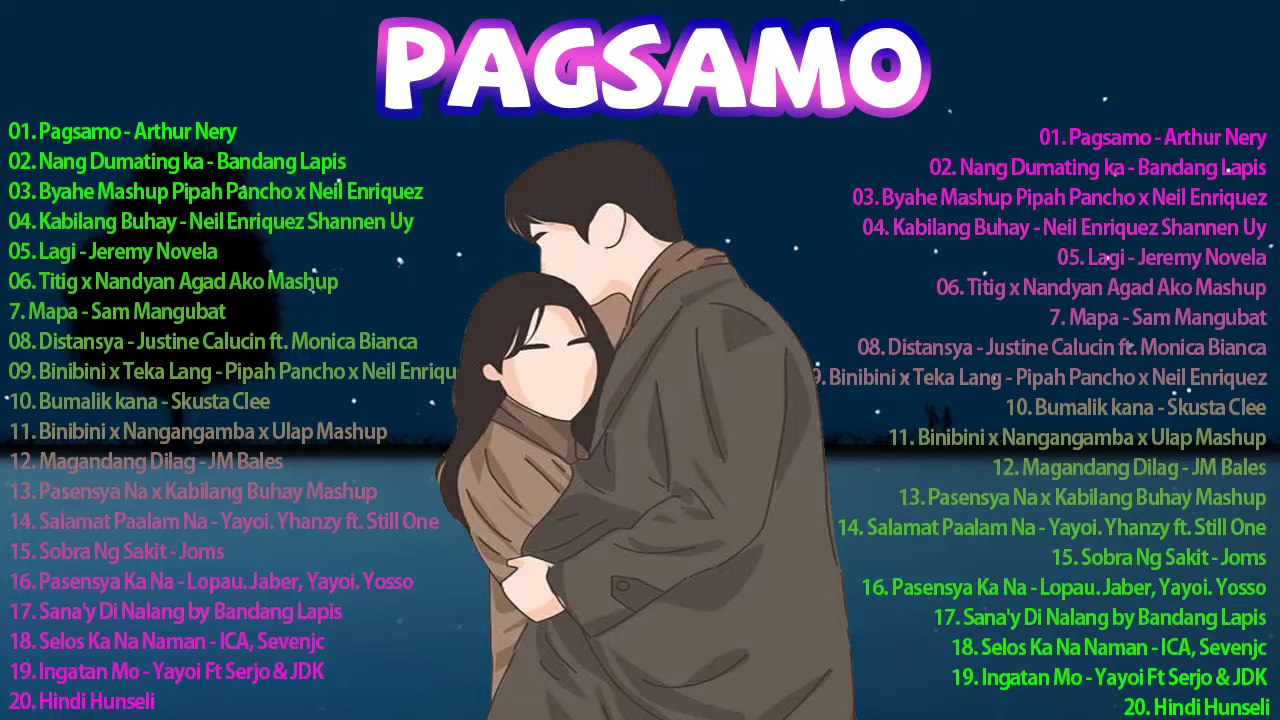 PAGSAMO
01. Pagsamo - Arthur Nery
02. Nang Dumating ka - Bandang Lapis
03. Byahe Mashup Pipah Pancho x Neil Enriquez
04. Kabilang Buhay - Neil Enriquez Shannen Uy
05. Lagi - Jeremy Novela
06. Titig x Nandyan Agad Ako Mashup
7. Mapa - Sam Mangubat
08. Distansya - Justine Calucin ft. Monica Bianca
09. Binibini x Teka Lang - Pipah Pancho x Neil Enriqu
10. Bumalik kana - Skusta Clee
11. Binibini x Nangangamba x Ulap Mashup
12. Magandang Dilag - JM Bales
13. Pasensya Na x Kabilang Buhay Mashup
14. Salamat Paalam Na - Yayoi. Yhanzy ft. Still One
15. Sobra Ng Sakit - Joms
16. Pasensya Ka Na - Lopau. Jaber, Yayoi. Yosso
17. Sana'y Di Nalang by Bandang Lapis
18. Selos Ka Na Naman - ICA, Sevenjc
19. Ingatan Mo - Yayoi Ft Serjo & JDK
20. Hindi Hunseli
01. Pagsamo - Arthur Nery
02. Nang Dumating ka - Bandang Lapis
03. Byahe Mashup Pipah Pancho x Neil Enriquez
04. Kabilang Buhay - Neil Enriquez Shannen Uy
05. Lagi - Jeremy Novela
06. Titig x Nandyan Agad Ako Mashup
7. Mapa - Sam Mangubat
08. Distansya - Justine Calucin ft. Monica Bianca
9. Binibini x Teka Lang - Pipah Pancho x Neil Enriquez
10. Bumalik kana - Skusta Clee
11. Binibini x Nangangamba x Ulap Mashup
12. Magandang Dilag - JM Bales
13. Pasensya Na x Kabilang Buhay Mashup
14. Salamat Paalam Na - Yayoi. Yhanzy ft. Still One
15. Sobra Ng Sakit - Joms
16. Pasensya Ka Na - Lopau. Jaber, Yayoi. Yosso
17. Sana'y Di Nalang by Bandang Lapis
18. Selos Ka Na Naman - ICA, Sevenjc
19. Ingatan Mo - Yayoi Ft Serjo & JDK
20. Hindi Hunseli